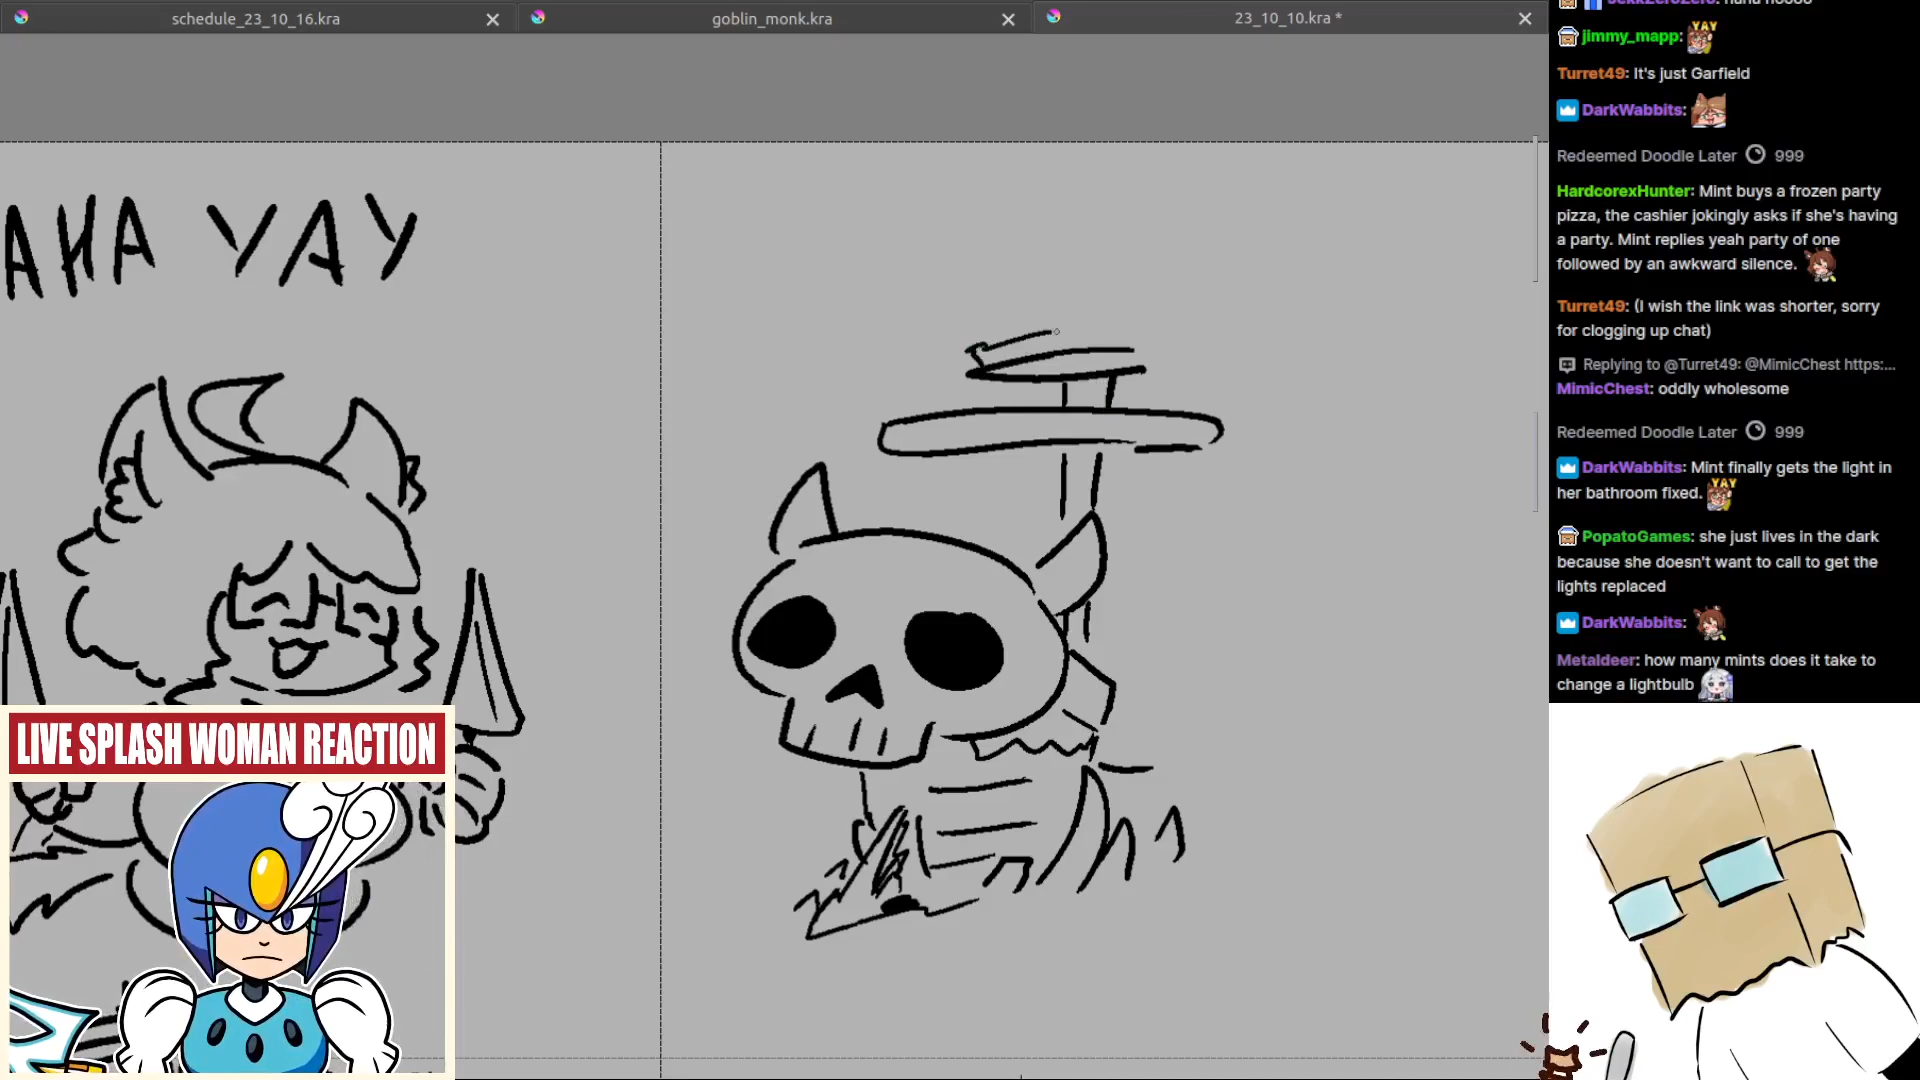 schedule_23_10_16.kra
goblin_monk.kra
23_10_10.kra *
AHA YAY
LIVE SPLASH WOMAN REACTION
jimmy_mapp: YAY
Turret49: It's just Garfield
DarkWabbits:
Redeemed Doodle Later 999
HardcorexHunter: Mint buys a frozen party
pizza, the cashier jokingly asks if she's having
a party. Mint replies yeah party of one
followed by an awkward silence.
Turret49: (I wish the link was shorter, sorry
for clogging up chat)
Replying to @Turret49: @MimicChest https:...
MimicChest: oddly wholesome
Redeemed Doodle Later 999
DarkWabbits: Mint finally gets the light in
her bathroom fixed. YAY
PopatoGames: she just lives in the dark
because she doesn't want to call to get the
lights replaced
DarkWabbits:
Metaldeer: how many mints does it take to
change a lightbulb